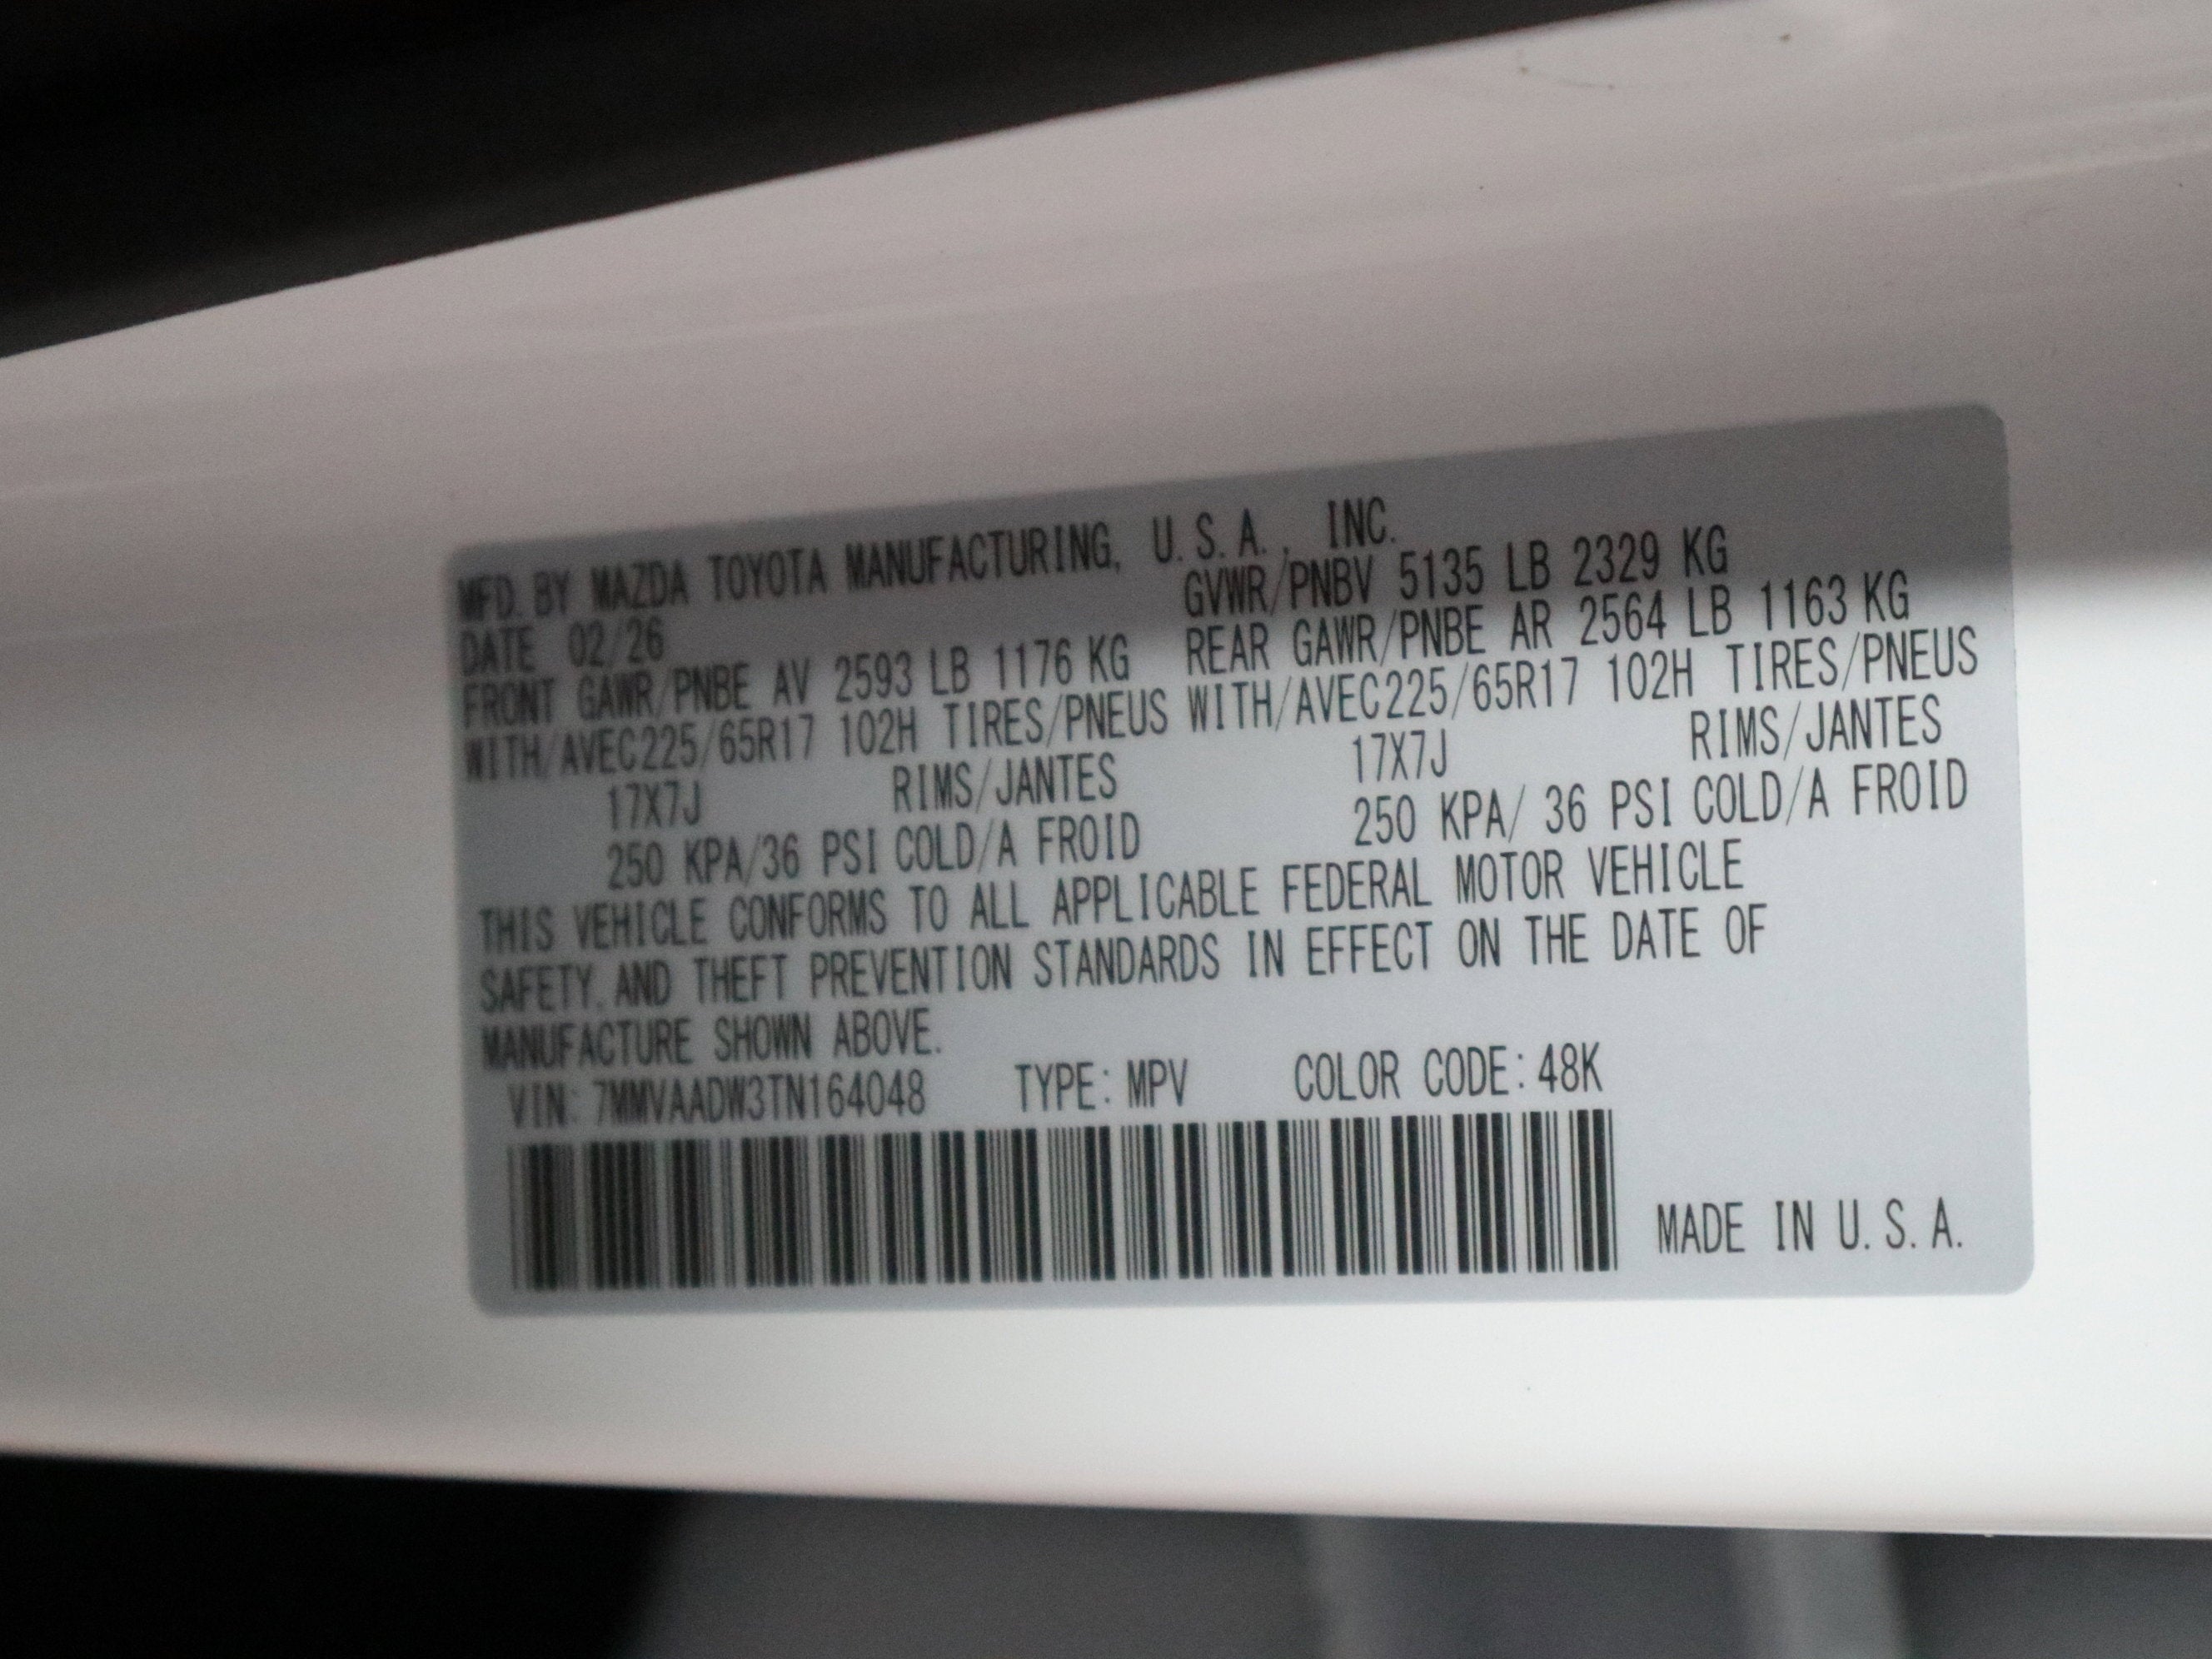 MFD. BY MAZDA TOYOTA MANUFACTURING, U.S.A., INC.
DATE 02/26 GVWR/PNBV 5135 LB 2329 KG
FRONT GAWR/PNBE AV 2593 LB 1176 KG REAR GAWR/PNBE AR 2564 LB 1163 KG
WITH/AVEC225/65R17 102H TIRES/PNEUS WITH/AVEC225/65R17 102H TIRES/PNEUS
17X7J RIMS/JANTES 17X7J RIMS/JANTES
250 KPA/36 PSI COLD/A FROID 250 KPA/ 36 PSI COLD/A FROID
THIS VEHICLE CONFORMS TO ALL APPLICABLE FEDERAL MOTOR VEHICLE
SAFETY, AND THEFT PREVENTION STANDARDS IN EFFECT ON THE DATE OF
MANUFACTURE SHOWN ABOVE.
VIN: 7MMVAADW3TN164048 TYPE: MPV COLOR CODE: 48K
MADE IN U.S.A.